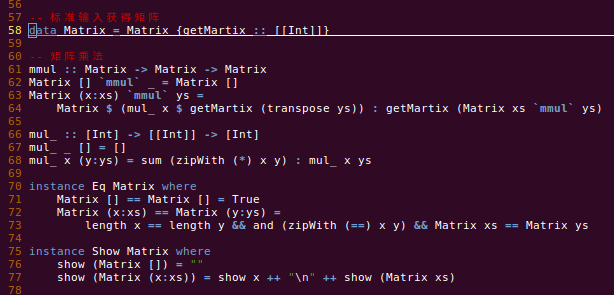 56
57 -- 标准输入获得矩阵
58 data Matrix = Matrix {getMartix :: [[Int]]}
59
60 -- 矩阵乘法
61 mmul :: Matrix -> Matrix -> Matrix
62 Matrix [] `mmul` _ = Matrix []
63 Matrix (x:xs) `mmul` ys =
64     Matrix $ (mul_ x $ getMartix (transpose ys)) : getMartix (Matrix xs `mmul` ys)
65
66 mul_ :: [Int] -> [[Int]] -> [Int]
67 mul_ _ [] = []
68 mul_ x (y:ys) = sum (zipWith (*) x y) : mul_ x ys
69
70 instance Eq Matrix where
71     Matrix [] == Matrix [] = True
72     Matrix (x:xs) == Matrix (y:ys) =
73         length x == length y && and (zipWith (==) x y) && Matrix xs == Matrix ys
74
75 instance Show Matrix where
76     show (Matrix []) = ""
77     show (Matrix (x:xs)) = show x ++ "\n" ++ show (Matrix xs)
78